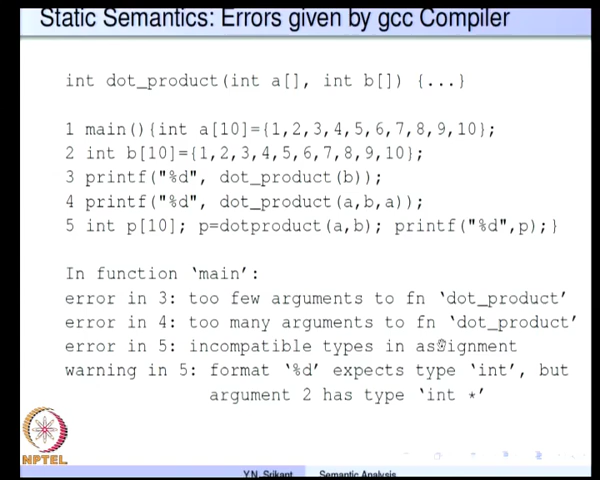 Static Semantics: Errors given by gcc Compiler
int dot_product(int a[], int b[]) {...}
1 main(){int a[10]={1,2,3,4,5,6,7,8,9,10};
2 int b[10]={1,2,3,4,5,6,7,8,9,10};
3 printf("%d", dot_product(b));
4 printf("%d", dot_product(a,b,a));
5 int p[10]; p=dotproduct(a,b); printf("%d",p);}
In function ‘main’:
error in 3: too few arguments to fn ‘dot_product’
error in 4: too many arguments to fn ‘dot_product’
error in 5: incompatible types in assignment
warning in 5: format ‘%d’ expects type ‘int’, but
argument 2 has type ‘int *’
NPTEL
Y.N. Srikant Semantic Analysis